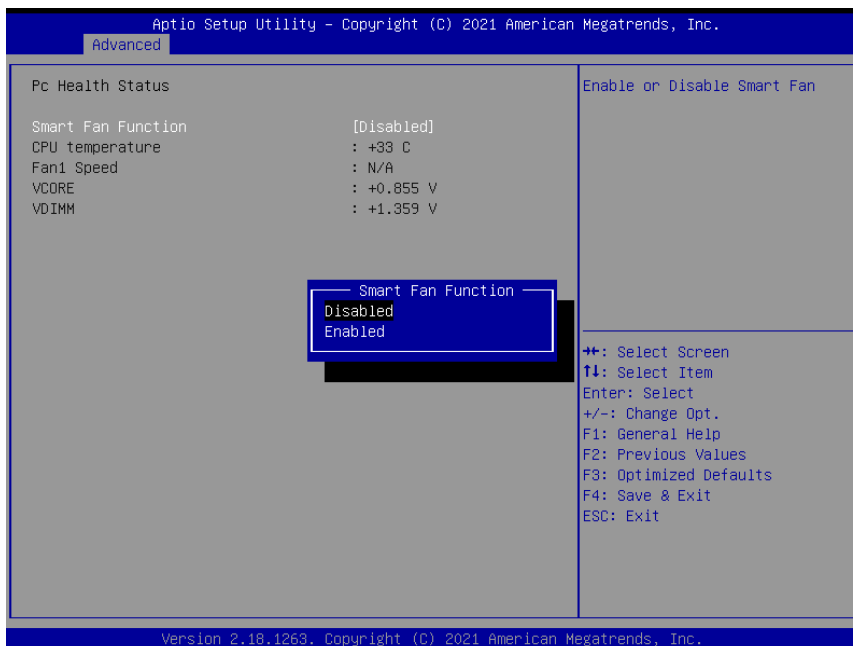 Aptio Setup Utility – Copyright (C) 2021 American Megatrends, Inc.
Advanced
Pc Health Status
Smart Fan Function [Disabled]
CPU temperature : +33 C
Fan1 Speed : N/A
VCORE : +0.855 V
VDIMM : +1.359 V
Enable or Disable Smart Fan
Smart Fan Function
Disabled
Enabled
→←: Select Screen
↑↓: Select Item
Enter: Select
+/-: Change Opt.
F1: General Help
F2: Previous Values
F3: Optimized Defaults
F4: Save & Exit
ESC: Exit
Version 2.18.1263. Copyright (C) 2021 American Megatrends, Inc.